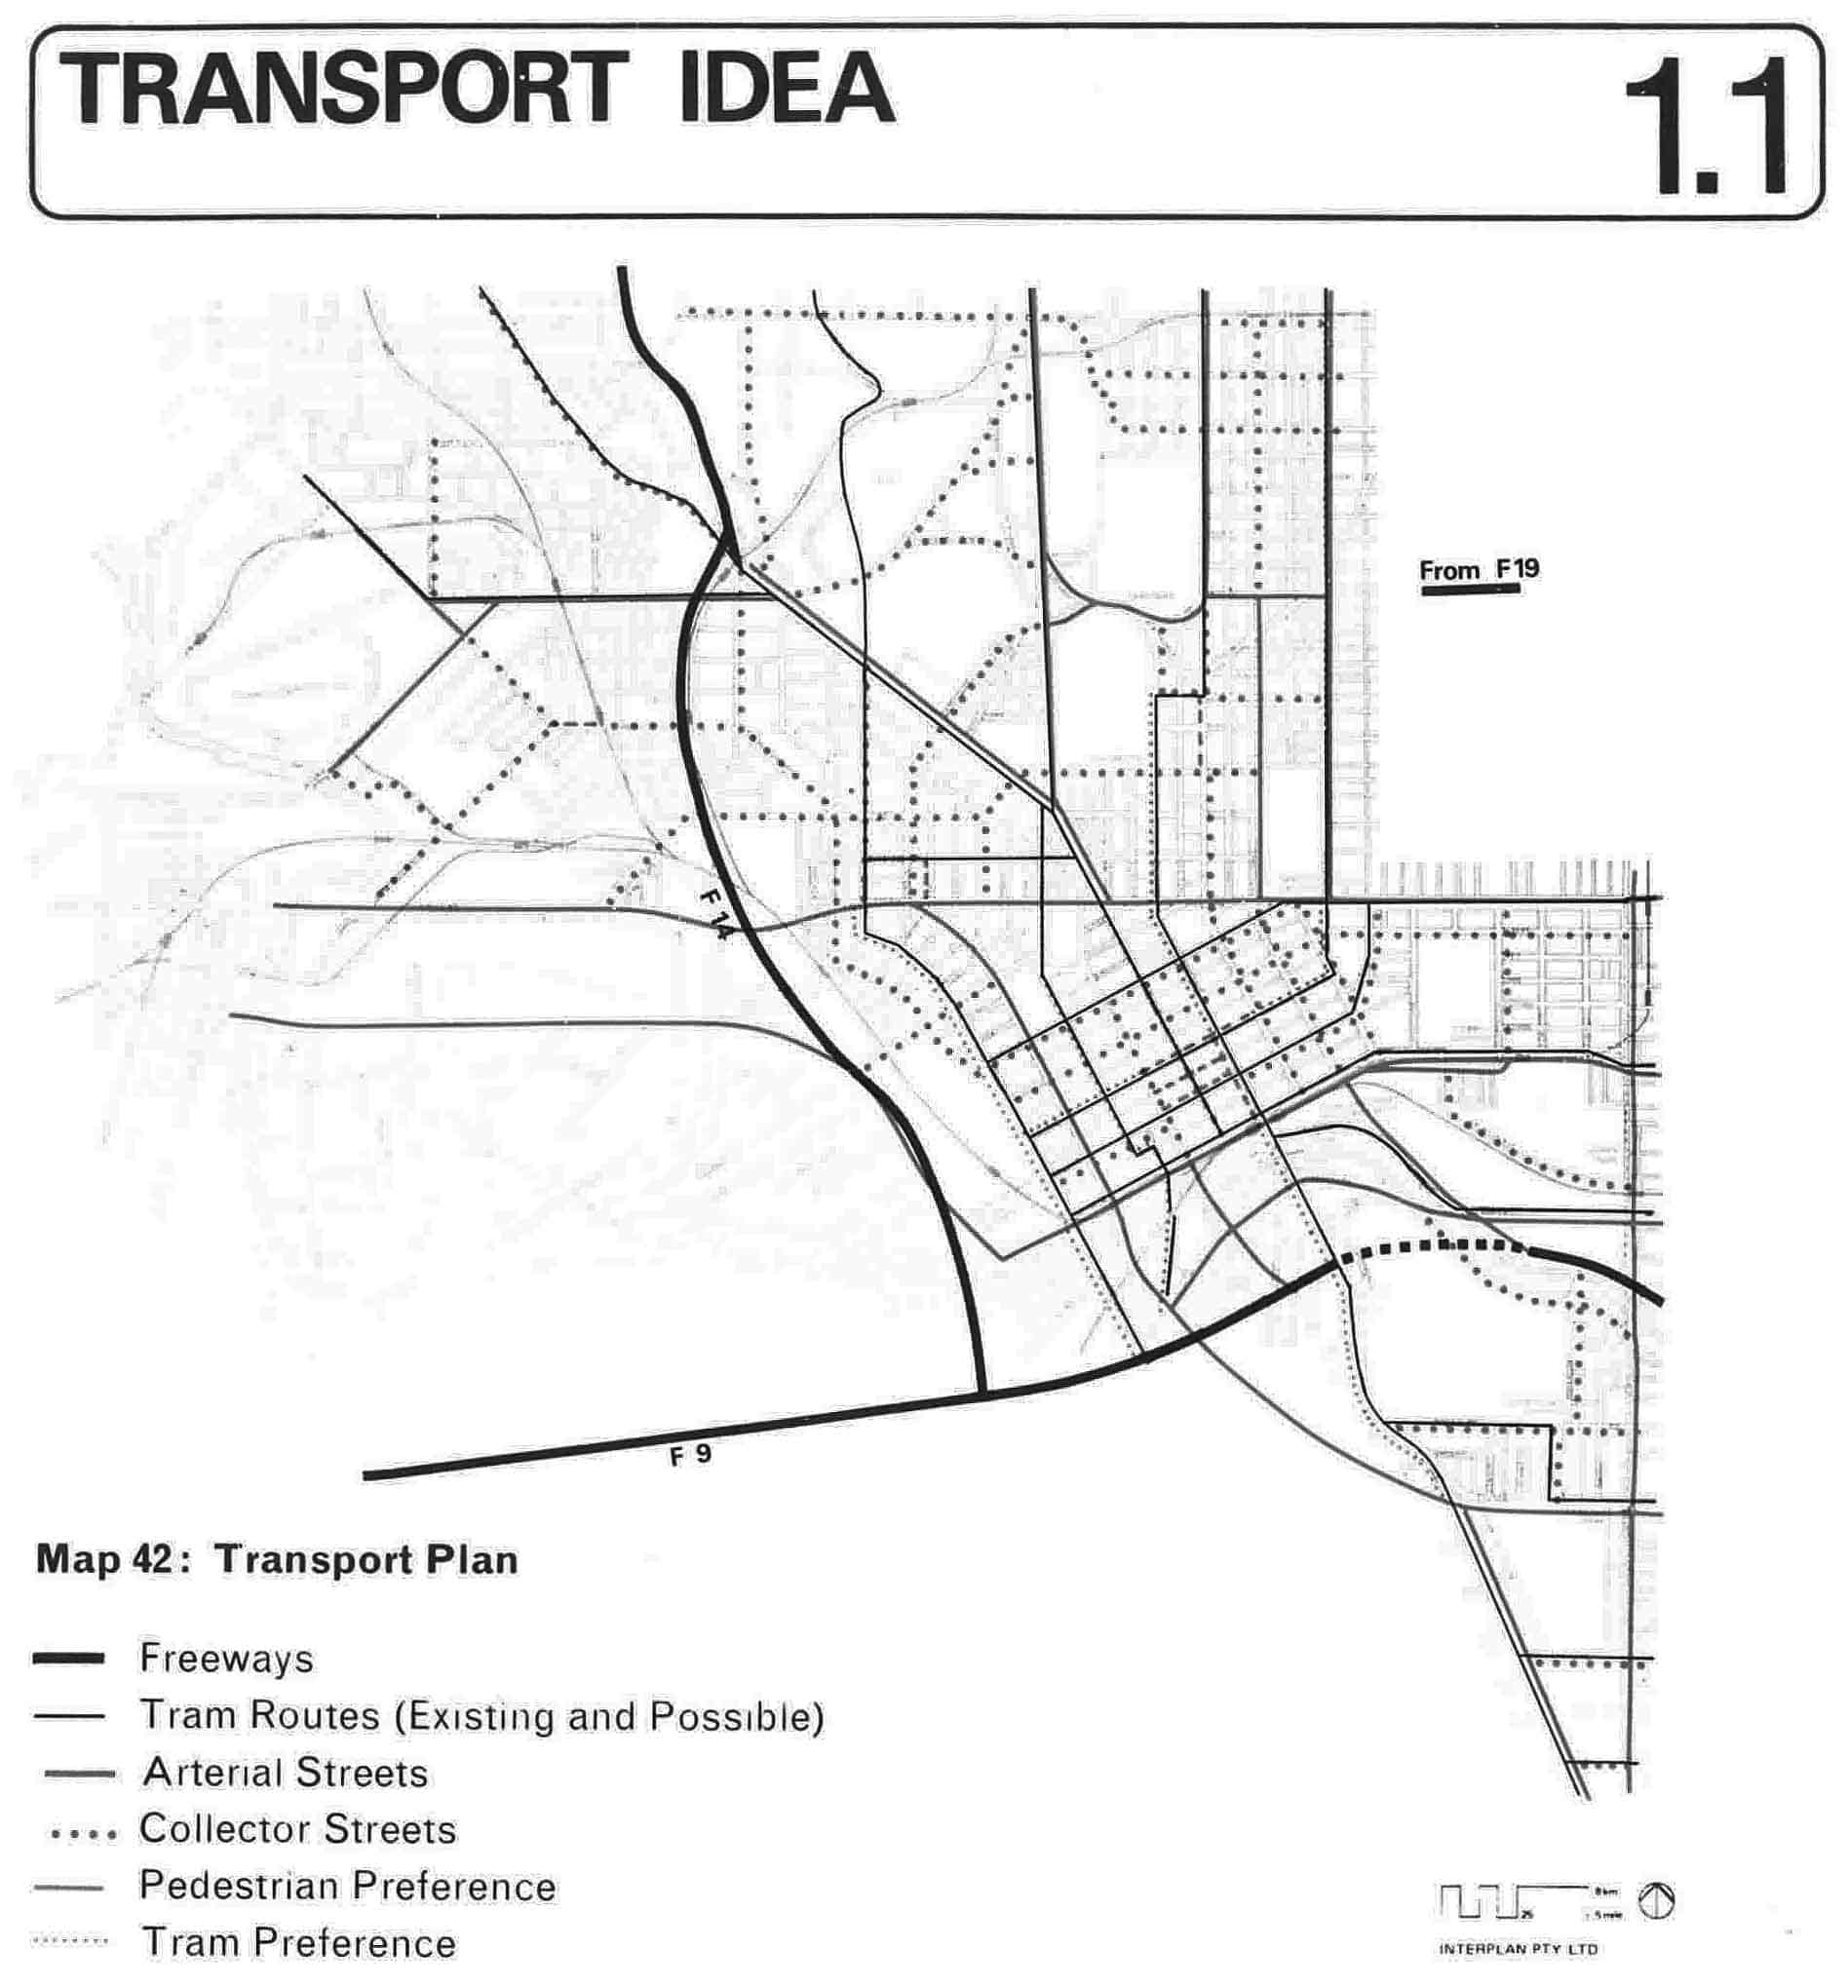 TRANSPORT IDEA
1.1
From F19
F 14
F 9
Map 42: Transport Plan
Freeways
Tram Routes (Existing and Possible)
Arterial Streets
Collector Streets
Pedestrian Preference
Tram Preference
INTERPLAN PTY LTD